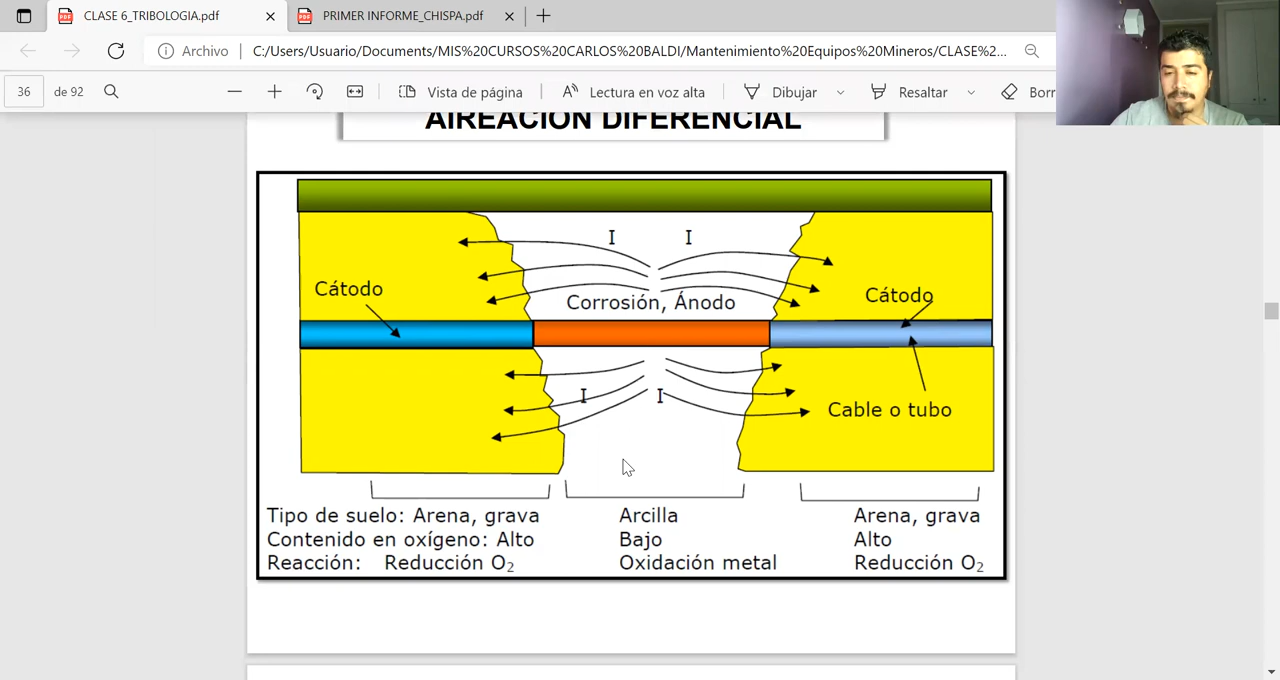 CLASE 6_TRIBOLOGIA.pdf
PRIMER INFORME_CHISPA.pdf
Archivo
C:/Users/Usuario/Documents/MIS%20CURSOS%20CARLOS%20BALDI/Mantenimiento%20Equipos%20Mineros/CLASE%2...
36 de 92
Vista de página
Lectura en voz alta
Dibujar
Resaltar
Borr
AIREACIÓN DIFERENCIAL
I I
Cátodo
Corrosión, Ánodo
Cátodo
I I
Cable o tubo
Tipo de suelo: Arena, grava Arcilla Arena, grava
Contenido en oxígeno: Alto Bajo Alto
Reacción: Reducción O₂ Oxidación metal Reducción O₂